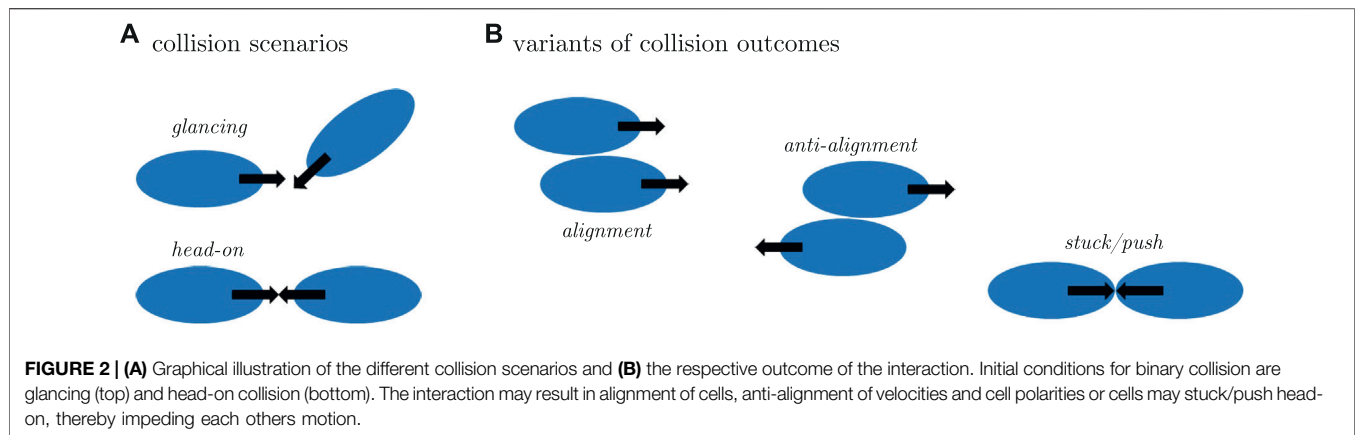 A collision scenarios
B variants of collision outcomes
glancing
head-on
alignment
anti-alignment
stuck/push
FIGURE 2 | (A) Graphical illustration of the different collision scenarios and (B) the respective outcome of the interaction. Initial conditions for binary collision are
glancing (top) and head-on collision (bottom). The interaction may result in alignment of cells, anti-alignment of velocities and cell polarities or cells may stuck/push head-
on, thereby impeding each others motion.